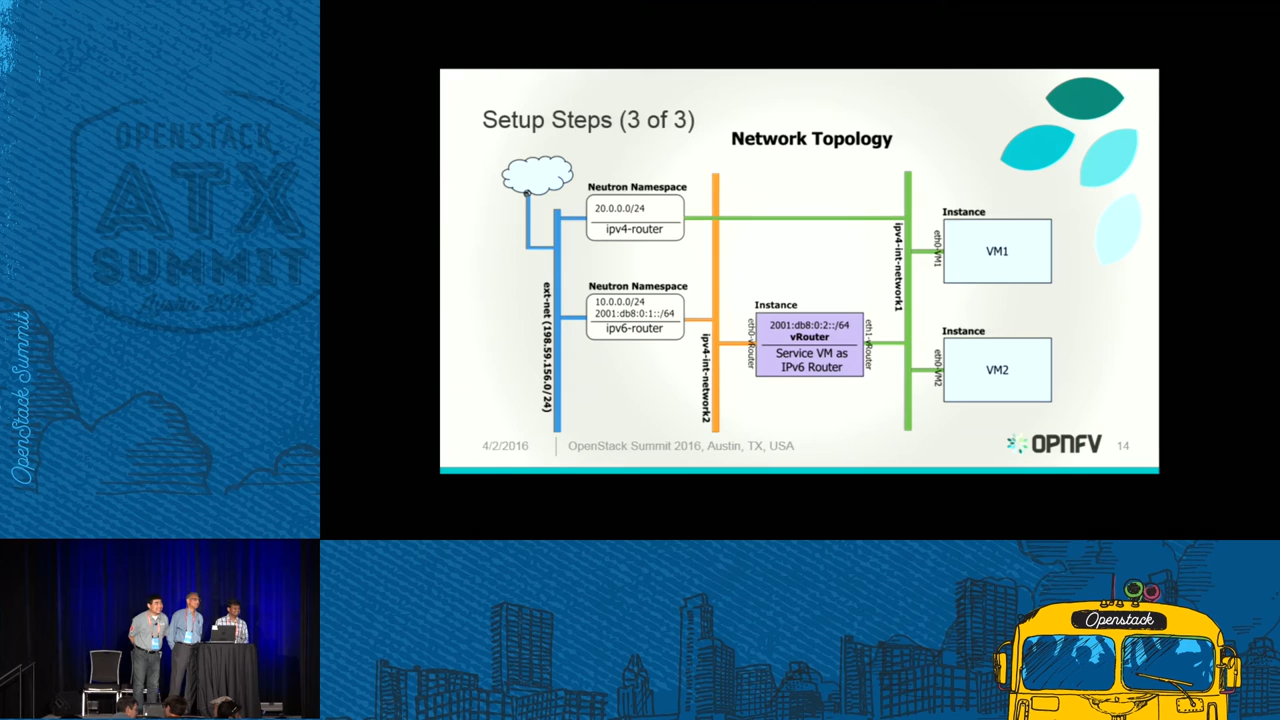 OPENSTACK
ATX
SUMMIT
OpenStack Summit
Setup Steps (3 of 3)
Network Topology
Neutron Namespace
20.0.0.0/24
ipv4-router
Neutron Namespace
10.0.0.0/24
2001:db8:0:1::/64
ipv6-router
ext-net (198.59.156.0/24)
ipv4-int-network2
Instance
eth0-vRouter
2001:db8:0:2::/64
vRouter
Service VM as
IPv6 Router
eth1-vRouter
ipv4-int-network1
Instance
eth0-VM1
VM1
Instance
eth0-VM2
VM2
4/2/2016
OpenStack Summit 2016, Austin, TX, USA
OPNFV
14
Openstack